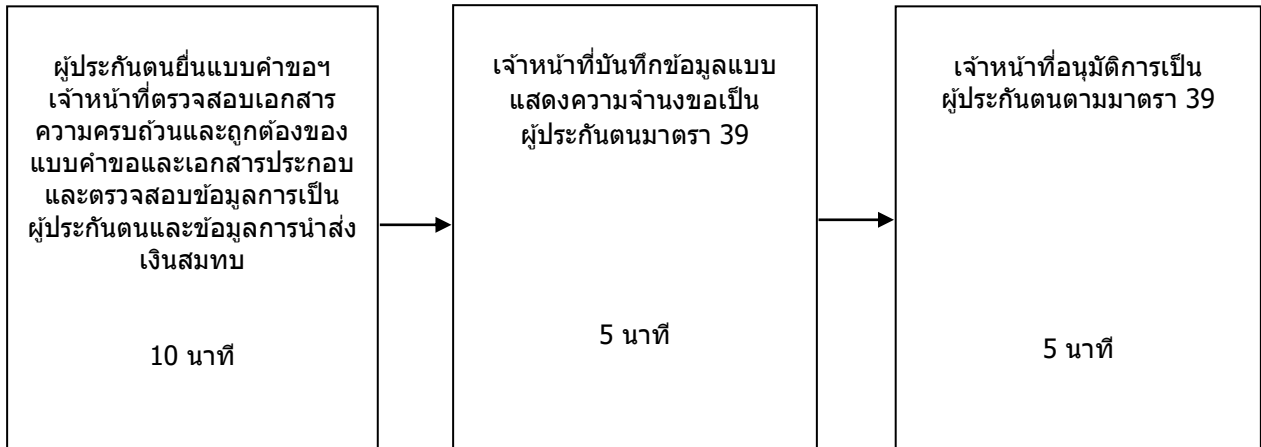 ผู้ประกันตนยื่นแบบคำขอฯ
เจ้าหน้าที่ตรวจสอบเอกสาร
ความครบถ้วนและถูกต้องของ
แบบคำขอและเอกสารประกอบ
และตรวจสอบข้อมูลการเป็น
ผู้ประกันตนและข้อมูลการนำส่ง
เงินสมทบ
10 นาที
เจ้าหน้าที่บันทึกข้อมูลแบบ
แสดงความจำนงขอเป็น
ผู้ประกันตนมาตรา 39
5 นาที
เจ้าหน้าที่อนุมัติการเป็น
ผู้ประกันตนตามมาตรา 39
5 นาที